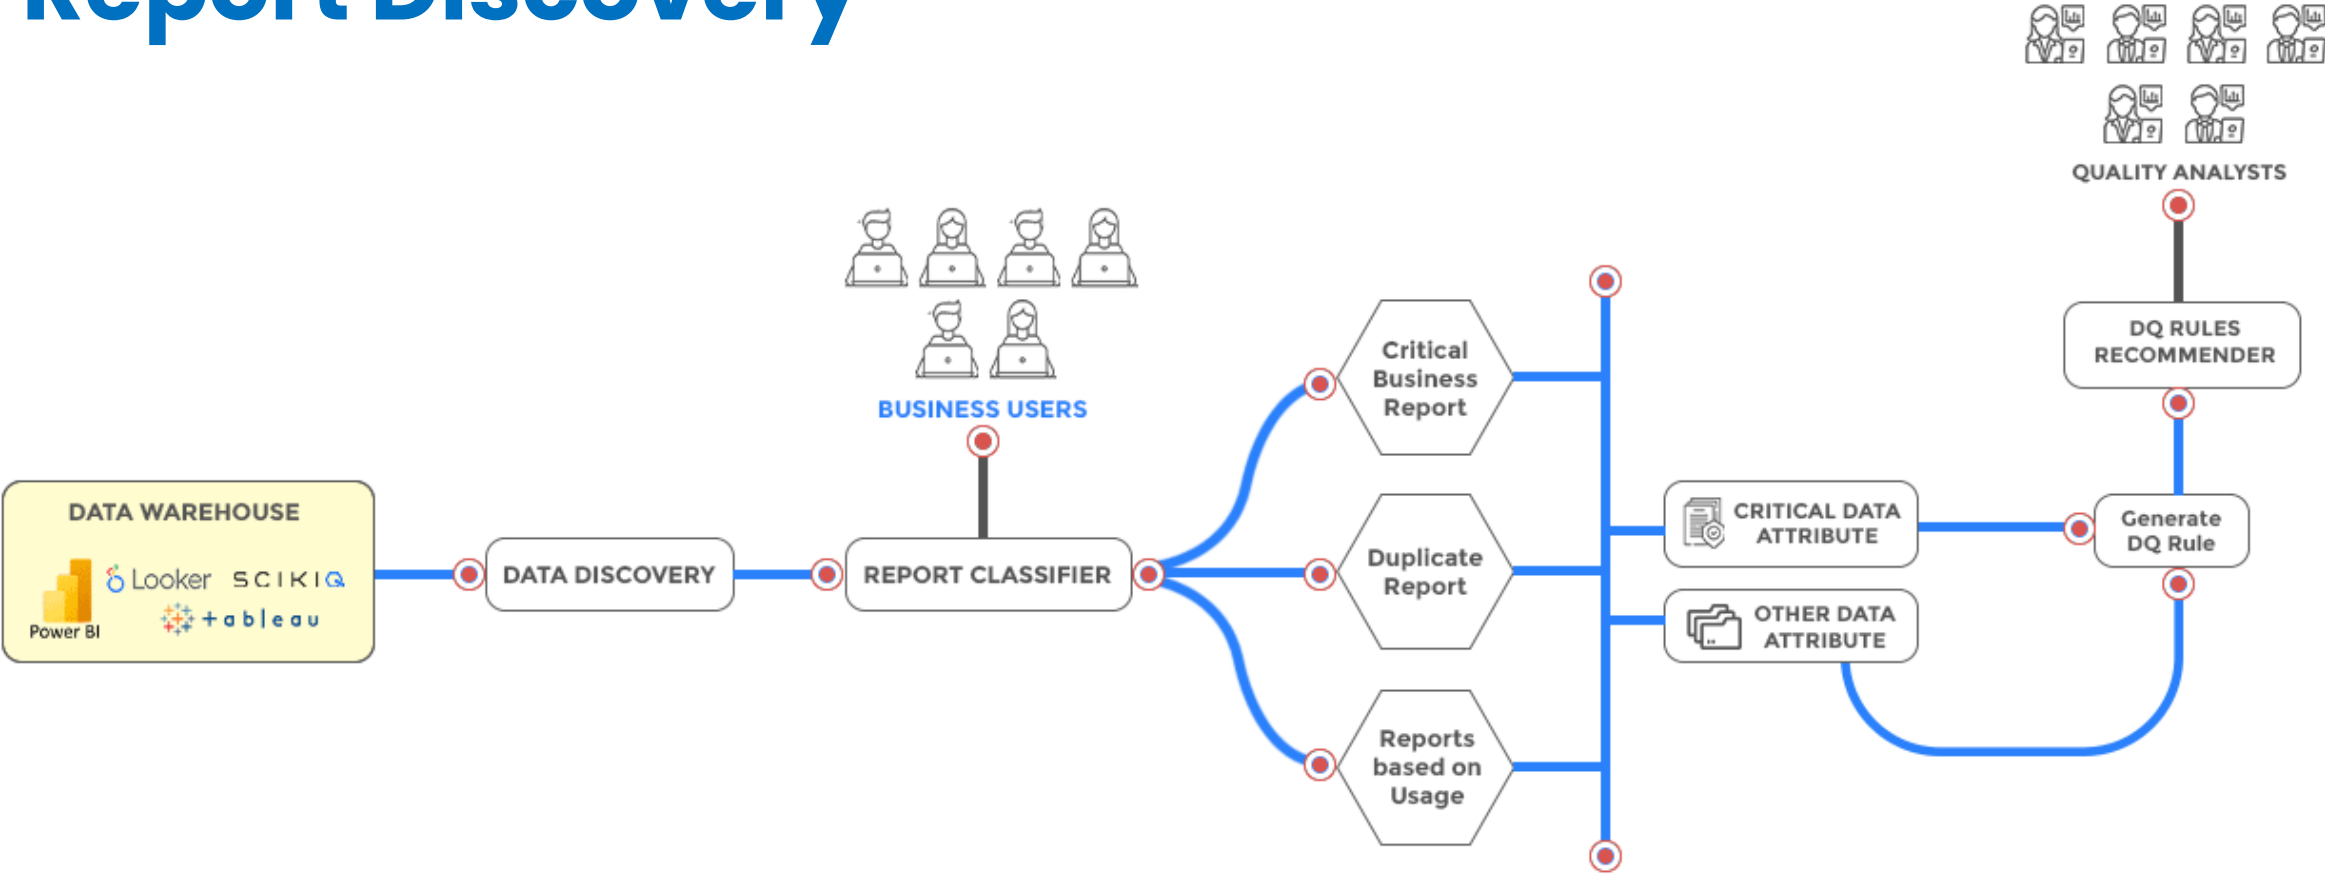 Report Discovery
QUALITY ANALYSTS
BUSINESS USERS
DATA WAREHOUSE
Looker
SCIKIQ
Power BI
+ableau
DATA DISCOVERY
REPORT CLASSIFIER
Critical
Business
Report
Duplicate
Report
Reports
based on
Usage
CRITICAL DATA
ATTRIBUTE
OTHER DATA
ATTRIBUTE
Generate
DQ Rule
DQ RULES
RECOMMENDER